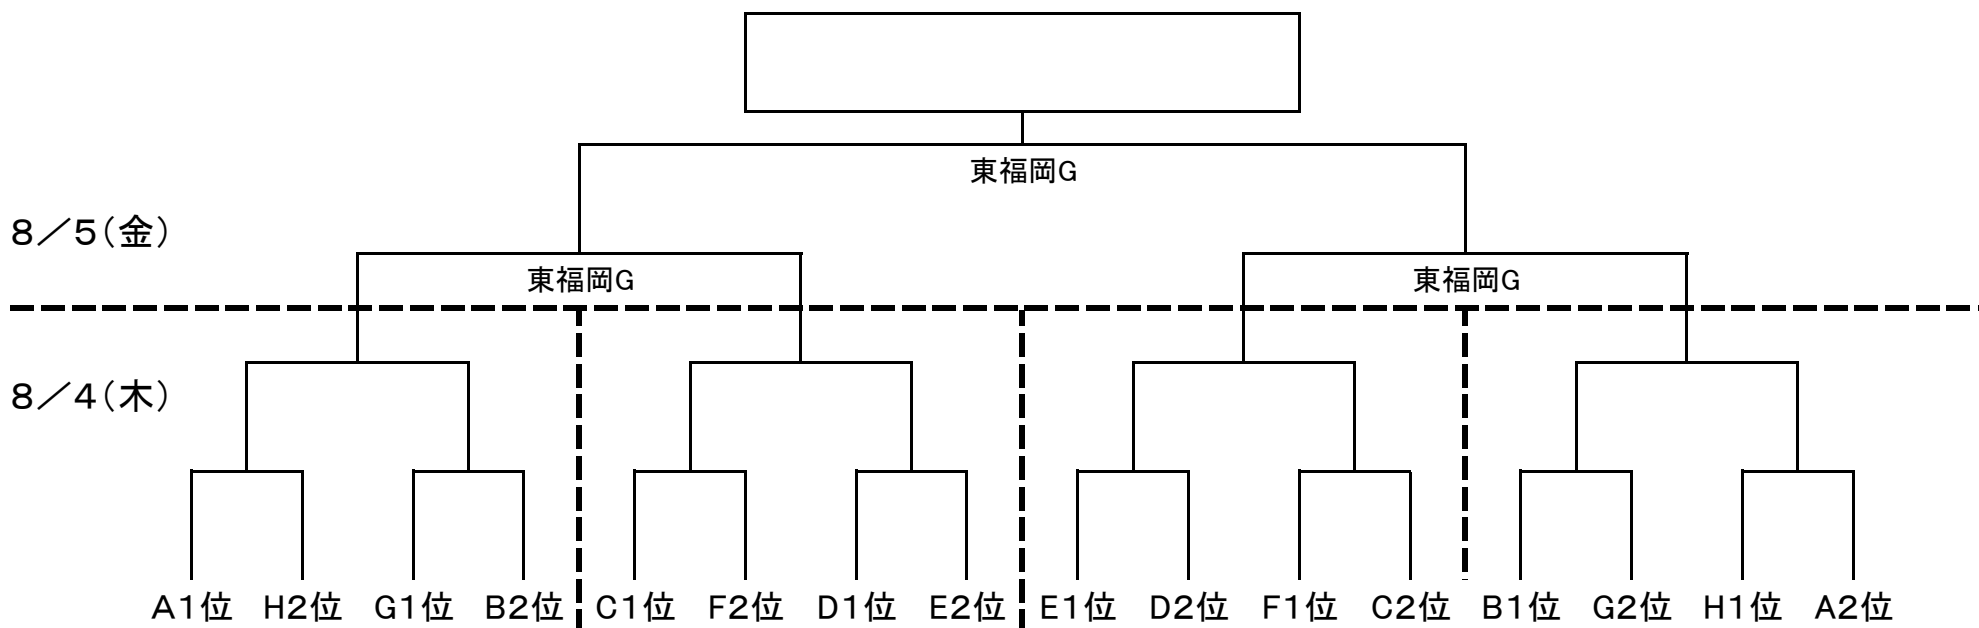 東福岡G
８／５（金）
東福岡G 東福岡G
８／４（木）
A１位 H２位 G１位 B２位 C１位 F２位 D１位 E２位 E１位 D２位 F１位 C２位 B１位 G２位 H１位 A２位